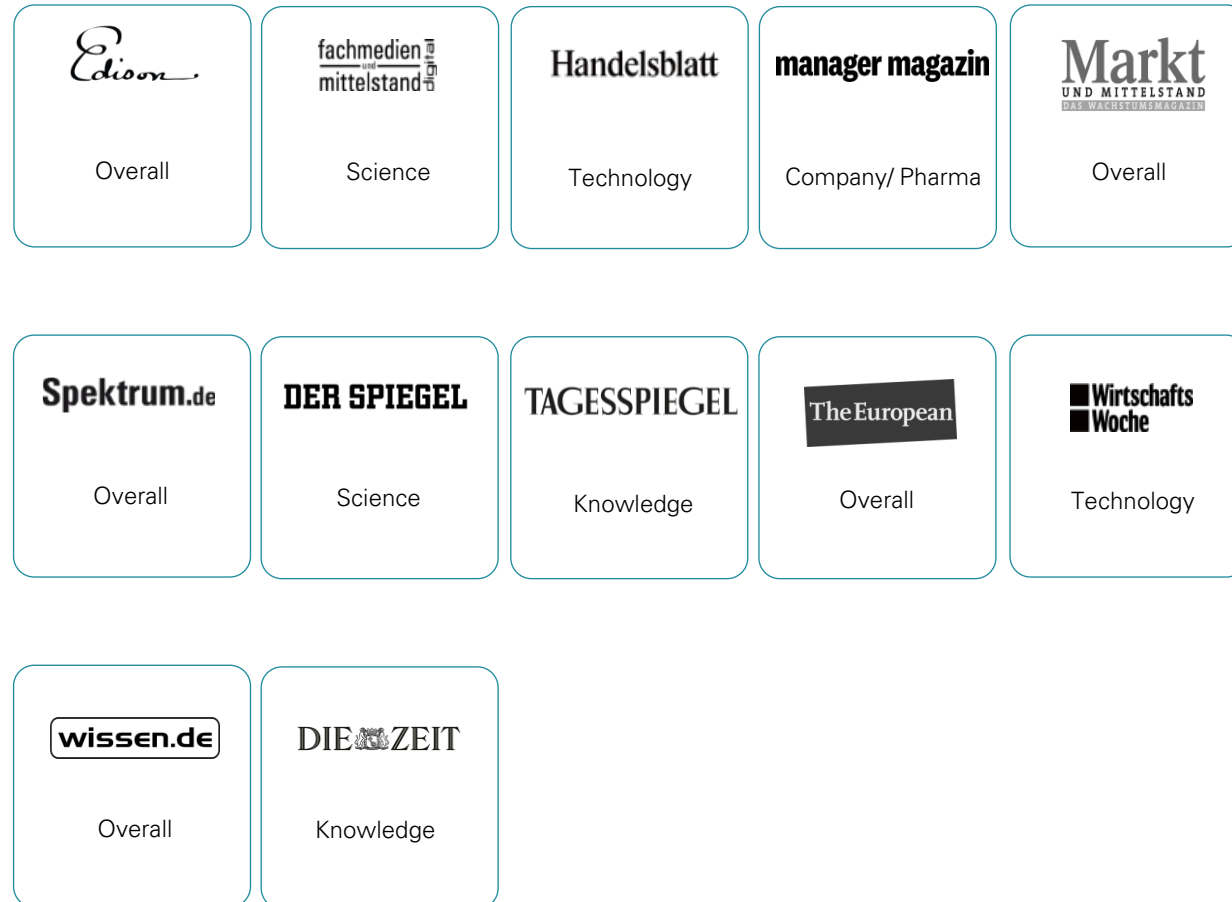 Edison
fachmedien
und
mittelstand
digital
Handelsblatt
manager magazin
Markt
UND MITTELSTAND
DAS WACHSTUMSMAGAZIN
Overall
Science
Technology
Company/ Pharma
Overall
Spektrum.de
DER SPIEGEL
TAGESSPIEGEL
The European
Wirtschafts
Woche
Overall
Science
Knowledge
Overall
Technology
wissen.de
DIE ZEIT
Overall
Knowledge